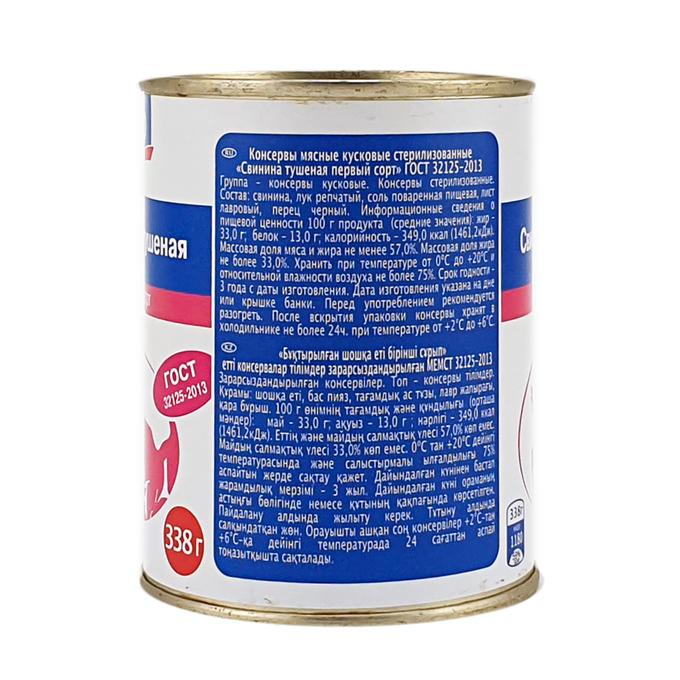 RU
Консервы мясные кусковые стерилизованные
«Свинина тушеная первый сорт» ГОСТ 32125-2013
Группа - консервы кусковые. Консервы стерилизованные.
Состав: свинина, лук репчатый, соль поваренная пищевая, лист
лавровый, перец черный. Информационные сведения о
пищевой ценности 100 г продукта (средние значения): жир -
33,0 г; белок - 13,0 г; калорийность - 349,0 ккал (1461,2кДж).
Массовая доля мяса и жира не менее 57,0%. Массовая доля жира
не более 33,0%. Хранить при температуре от 0°С до +20°С и
относительной влажности воздуха не более 75%. Срок годности -
3 года с даты изготовления. Дата изготовления указана на дне
или крышке банки. Перед употреблением рекомендуется
разогреть. После вскрытия упаковки консервы хранят в
холодильнике не более 24ч. при температуре от +2°С до +6°С.
KZ
«Бұқтырылған шошқа еті бірінші сұрып»
етті консервалар тілімдер зарарсыздандырылған МЕМСТ 32125-2013
Зарарсыздандырылған консервілер. Топ - консервы тілімдер.
Құрамы: шошқа еті, бас пияз, тағамдық ас тұзы, лавр жапырағы,
қара бұрыш. 100 г өнімнің тағамдық және құндылығы (орташа
мәндер): май - 33,0 г; ақуыз - 13,0 г ; нәрлігі - 349,0 ккал
(1461,2кДж). Еттің және майдың салмақтық үлесі 57,0% көп емес.
Майдың салмақтық үлесі 33,0% көп емес. 0°С тан +20°С дейінгі
температурасында және салыстырмалы ылғалдылығы 75%
аспайтын жерде сақтау қажет. Дайындалған күнінен бастап
жарамдылық мерзімі - 3 жыл. Дайындалған күні ораманың
астыңғы бөлігінде немесе құтының қақпағында көрсетілген.
Пайдалану алдында жылыту керек. Тұтыну алдында
салқындатқан жөн. Орауышты ашқан соң консервілер +2°С-тан
+6°С-қа дейінгі температурада 24 сағаттан аспай
тоңазытқышта сақталады.
ушеная
рт
ГОСТ
32125-2013
338 г
Св
338г
1180